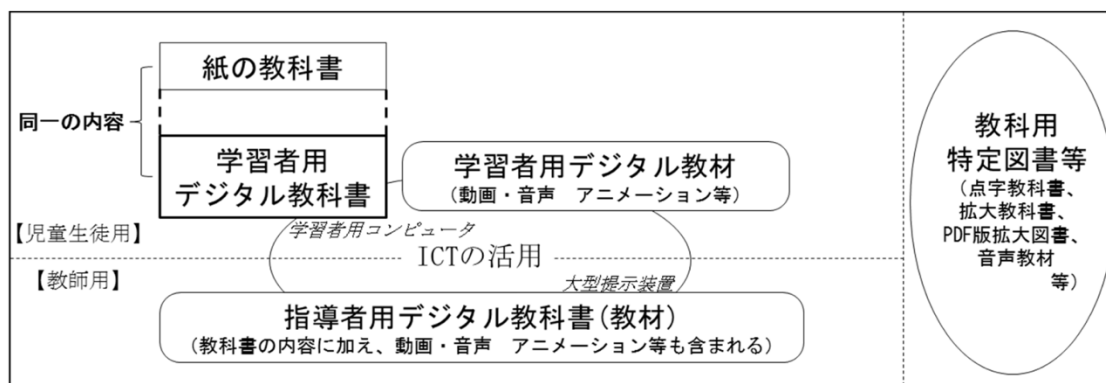 紙の教科書
同一の内容
学習者用
デジタル教科書
学習者用デジタル教材
(動画・音声 アニメーション等)
【児童生徒用】
学習者用コンピュータ
ICTの活用
【教師用】
大型提示装置
指導者用デジタル教科書(教材)
(教科書の内容に加え、動画・音声 アニメーション等も含まれる)
教科用
特定図書等
(点字教科書、
拡大教科書、
PDF版拡大図書、
音声教材
等)